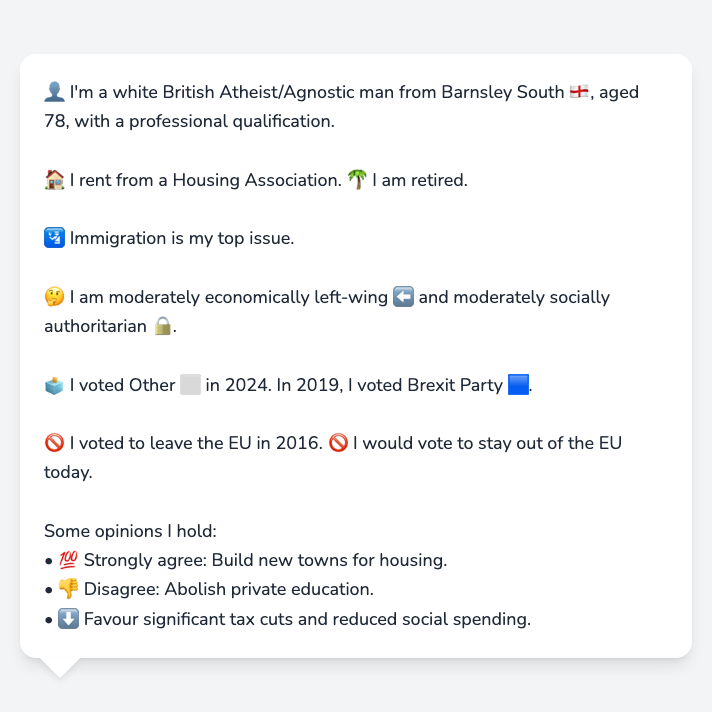 👤 I'm a white British Atheist/Agnostic man from Barnsley South 🏴󠁧󠁢󠁥󠁮󠁧󠁿, aged
78, with a professional qualification.
🏠 I rent from a Housing Association. 🌴 I am retired.
🛂 Immigration is my top issue.
🤔 I am moderately economically left-wing ⬅️ and moderately socially
authoritarian 🔒.
🗳️ I voted Other ⬜ in 2024. In 2019, I voted Brexit Party 🟦.
🚫 I voted to leave the EU in 2016. 🚫 I would vote to stay out of the EU
today.
Some opinions I hold:
• 💯 Strongly agree: Build new towns for housing.
• 👎 Disagree: Abolish private education.
• ⬇️ Favour significant tax cuts and reduced social spending.